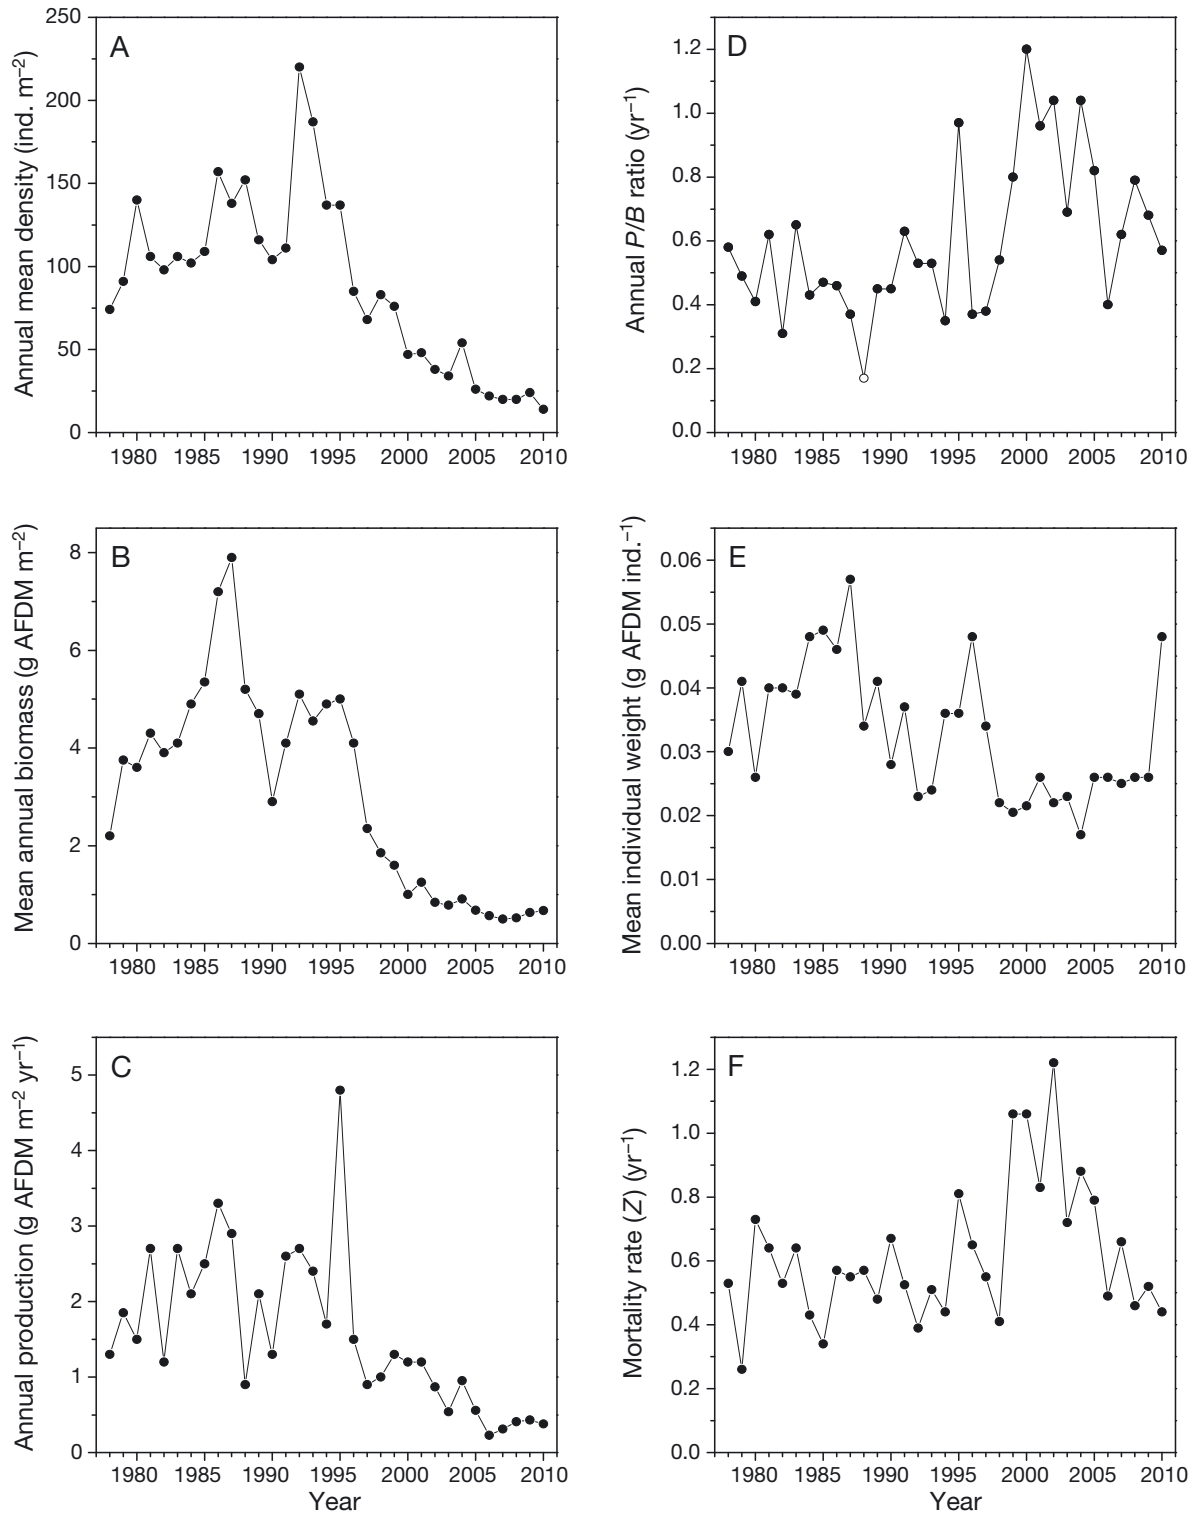 A
Annual mean density (ind. m⁻²)
250
200
150
100
50
0
1980 1985 1990 1995 2000 2005 2010
D
Annual P/B ratio (yr⁻¹)
1.2
1.0
0.8
0.6
0.4
0.2
0.0
1980 1985 1990 1995 2000 2005 2010
B
Mean annual biomass (g AFDM m⁻²)
8
6
4
2
0
1980 1985 1990 1995 2000 2005 2010
E
Mean individual weight (g AFDM ind.⁻¹)
0.06
0.05
0.04
0.03
0.02
0.01
0.00
1980 1985 1990 1995 2000 2005 2010
C
Annual production (g AFDM m⁻² yr⁻¹)
5
4
3
2
1
0
1980 1985 1990 1995 2000 2005 2010
Year
F
Mortality rate (Z) (yr⁻¹)
1.2
1.0
0.8
0.6
0.4
0.2
0.0
1980 1985 1990 1995 2000 2005 2010
Year